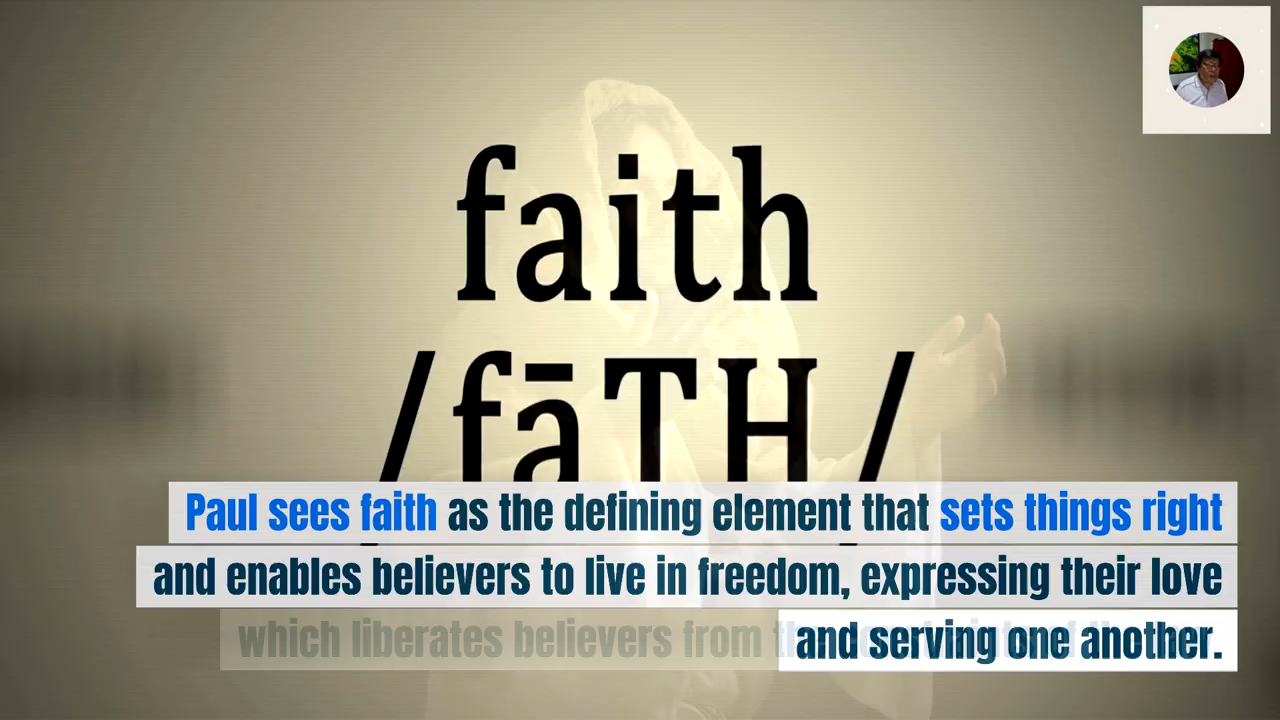 faith
/fāTH/
Paul sees faith as the defining element that sets things right
and enables believers to live in freedom, expressing their love
and serving one another.
which liberates believers from